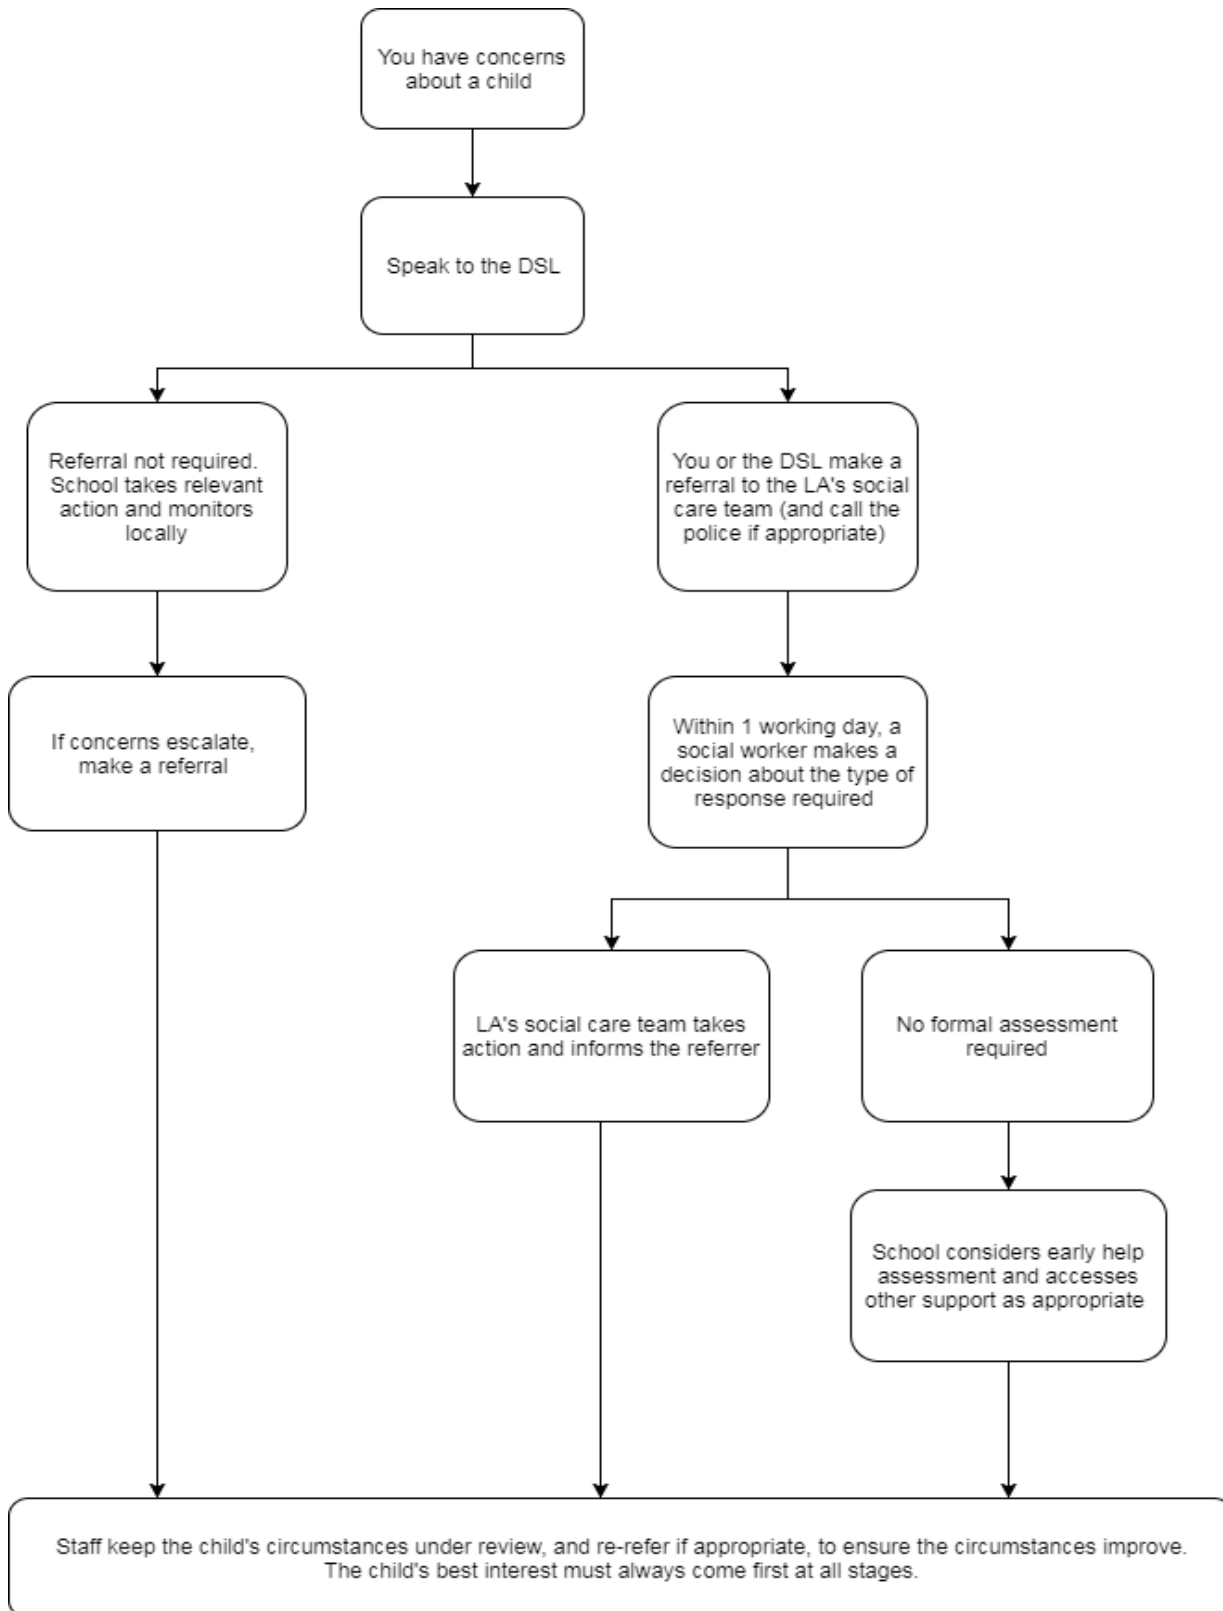 You have concerns
about a child
Speak to the DSL
Referral not required.
School takes relevant
action and monitors
locally
You or the DSL make a
referral to the LA's social
care team (and call the
police if appropriate)
If concerns escalate,
make a referral
Within 1 working day, a
social worker makes a
decision about the type of
response required
LA's social care team takes
action and informs the referrer
No formal assessment
required
School considers early help
assessment and accesses
other support as appropriate
Staff keep the child's circumstances under review, and re-refer if appropriate, to ensure the circumstances improve.
The child's best interest must always come first at all stages.